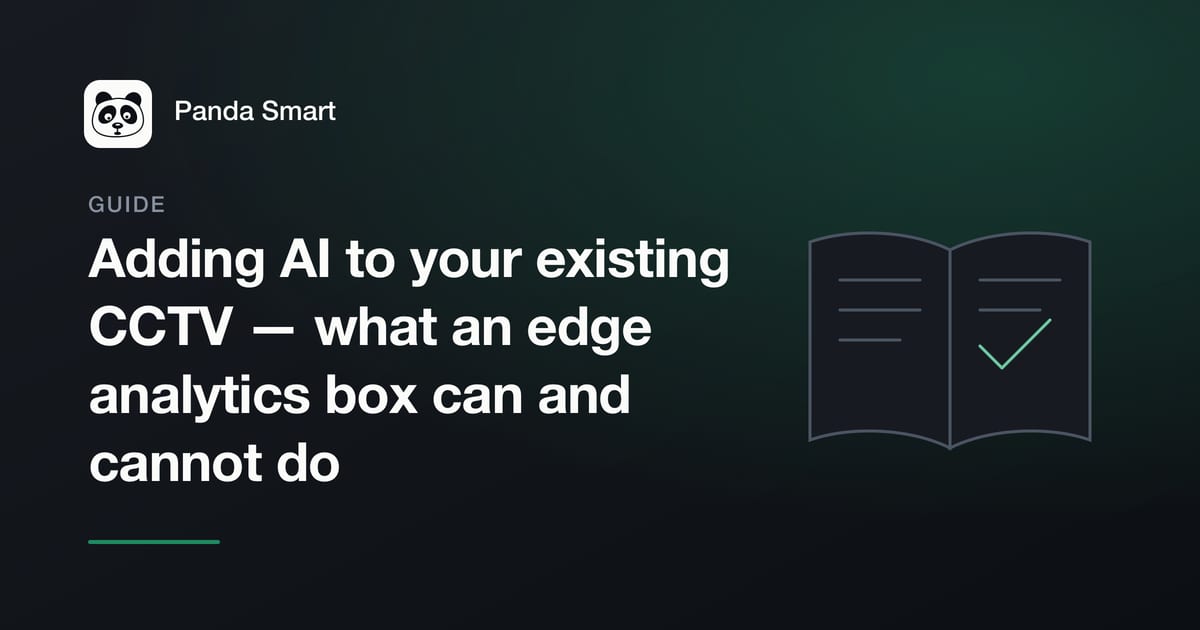 Panda Smart
GUIDE
Adding AI to your existing
CCTV — what an edge
analytics box can and
cannot do